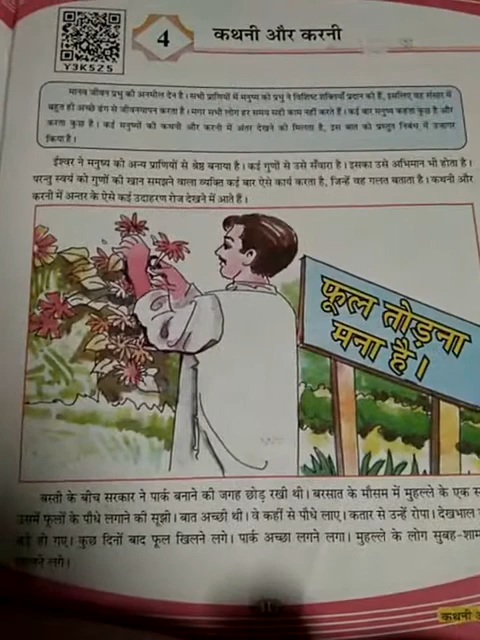 Y3K5Z5
4
कथनी और करनी
मानव जीवन प्रभु की अनमोल देन है। सभी प्राणियों में मनुष्य को प्रभु ने विशिष्ट शक्तियाँ प्रदान की हैं, इसलिए वह संसार में
बहुत ही अच्छे ढंग से जीवनयापन करता है। मगर सभी लोग हर समय सही काम नहीं करते हैं। कई बार मनुष्य कहता कुछ है और
करता कुछ है। कई मनुष्यों की कथनी और करनी में अंतर देखने को मिलता है, इस बात को प्रस्तुत निबंध में उजागर
किया है।
ईश्वर ने मनुष्य को अन्य प्राणियों से श्रेष्ठ बनाया है। कई गुणों से उसे सँवारा है। इसका उसे अभिमान भी होता है।
परन्तु स्वयं को गुणों की खान समझने वाला व्यक्ति कई बार ऐसे कार्य करता है, जिन्हें वह गलत बताता है। कथनी और
करनी में अन्तर के ऐसे कई उदाहरण रोज देखने में आते हैं।
फूल तोड़ना
मना है।
बस्ती के बीच सरकार ने पार्क बनाने की जगह छोड़ रखी थी। बरसात के मौसम में मुहल्ले के एक
उसमें फूलों के पौधे लगाने की सूझी। बात अच्छी थी। वे कहीं से पौधे लाए। कतार से उन्हें रोपा। देखभाल
हो गए। कुछ दिनों बाद फूल खिलने लगे। पार्क अच्छा लगने लगा। मुहल्ले के लोग सुबह-शाम
लगे।
11
कथनी